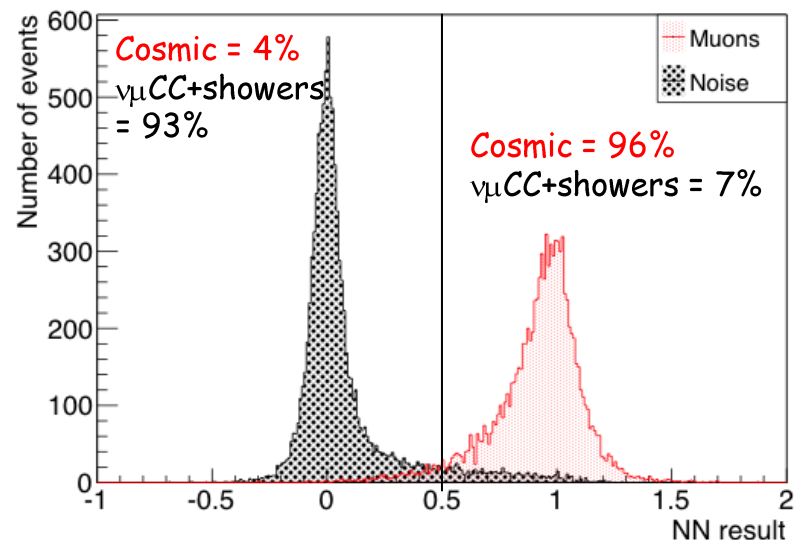 Number of events
600
500
400
300
200
100
0
Cosmic = 4%
νμCC+showers
= 93%
Muons
Noise
Cosmic = 96%
νμCC+showers = 7%
-1
-0.5
0
0.5
1
1.5
2
NN result